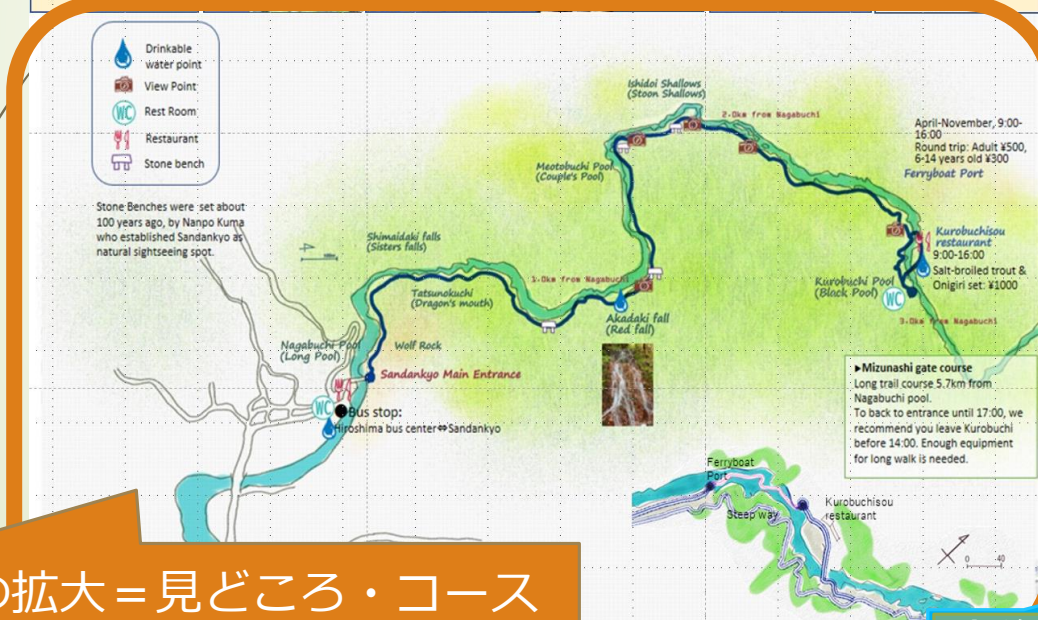 Drinkable
water point
View Point
Rest Room
Restaurant
Stone bench
WC
Stone Benches were set about
100 years ago, by Nanpo Kuma
who established Sandankyo as
natural sightseeing spot.
Ishidoi Shallows
(Stoon Shallows)
2.0km from Nagabuchi
April-November, 9:00-
16:00
Round trip: Adult ¥500,
6-14 years old ¥300
Ferryboat Port
Meotobuchi Pool
(Couple's Pool)
Shimaidaki falls
(Sisters falls)
Kurobuchisou
restaurant
9:00-16:00
Salt-broiled trout &
Onigiri set: ¥1000
1.0km from Nagabuchi
Kurobuchi Pool
(Black Pool)
WC
Tatsunokuchi
(Dragon's mouth)
Akadaki fall
(Red fall)
3.0km from Nagabuchi
Nagabuchi Pool
(Long Pool)
Wolf Rock
Sandankyo Main Entrance
WC
Bus stop:
Hiroshima bus center⇔Sandankyo
▶Mizunashi gate course
Long trail course 5.7km from
Nagabuchi pool.
To back to entrance until 17:00, we
recommend you leave Kurobuchi
before 14:00. Enough equipment
for long walk is needed.
Ferryboat
Port
Steep way
Kurobuchisou
restaurant
0 40
の拡大＝見どころ・コース